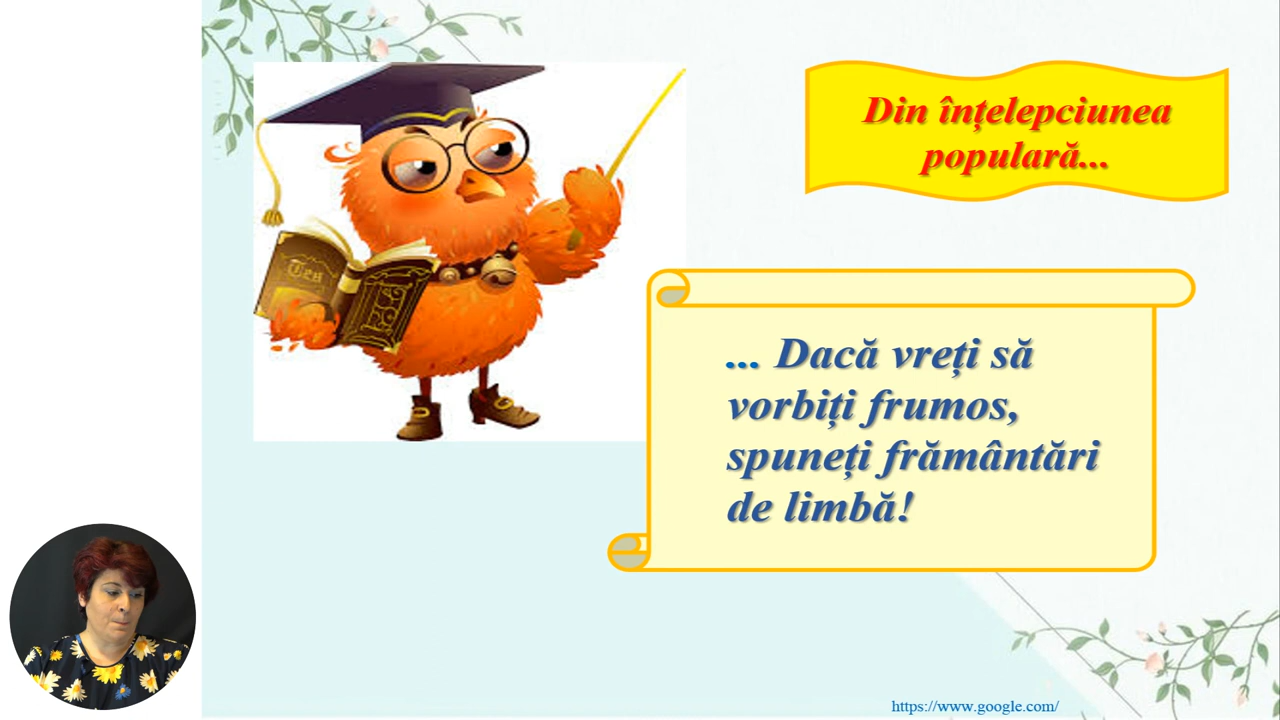 Din înțelepciunea
populară...
... Dacă vreți să
vorbiți frumos,
spuneți frământări
de limbă!
https://www.google.com/